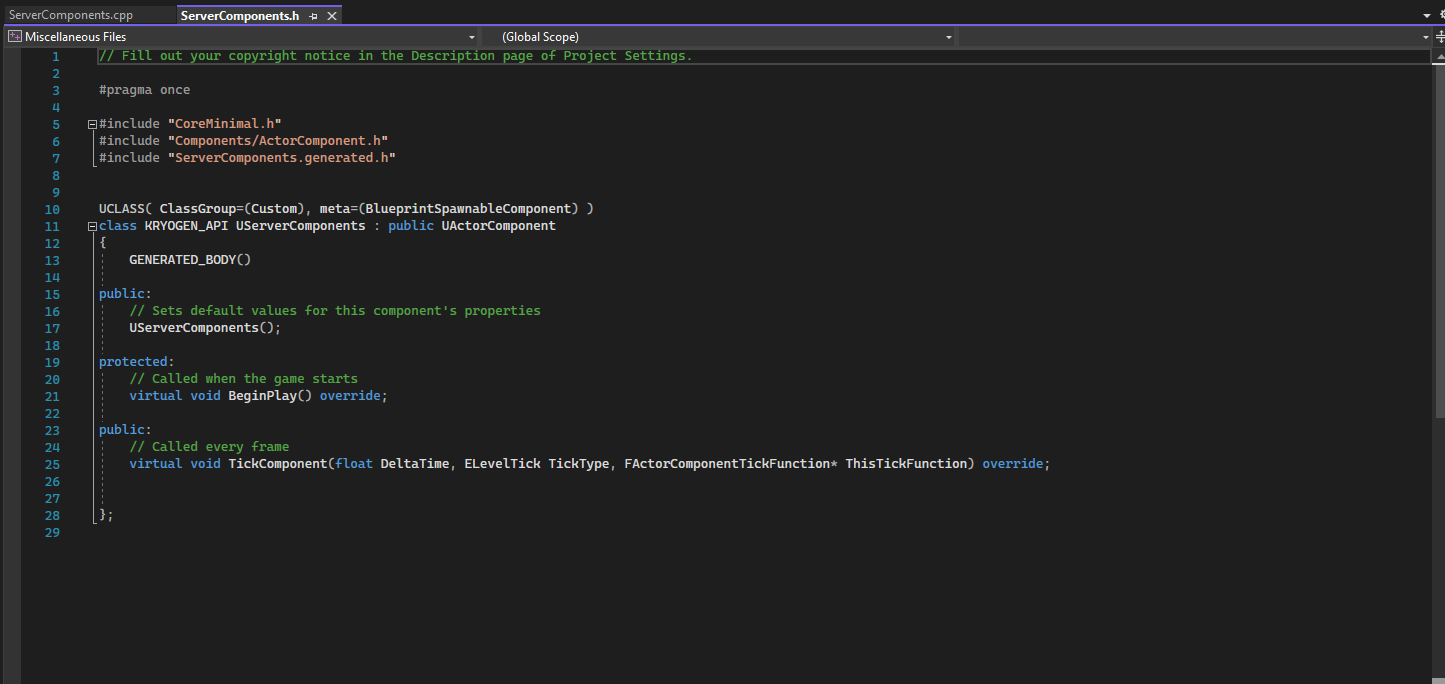 ServerComponents.cpp
ServerComponents.h
Miscellaneous Files
(Global Scope)
1 // Fill out your copyright notice in the Description page of Project Settings.
2
3 #pragma once
4
5 #include "CoreMinimal.h"
6 #include "Components/ActorComponent.h"
7 #include "ServerComponents.generated.h"
8
9
10 UCLASS( ClassGroup=(Custom), meta=(BlueprintSpawnableComponent) )
11 class KRYOGEN_API UServerComponents : public UActorComponent
12 {
13 GENERATED_BODY()
14
15 public:
16 // Sets default values for this component's properties
17 UServerComponents();
18
19 protected:
20 // Called when the game starts
21 virtual void BeginPlay() override;
22
23 public:
24 // Called every frame
25 virtual void TickComponent(float DeltaTime, ELevelTick TickType, FActorComponentTickFunction* ThisTickFunction) override;
26
27
28 };
29